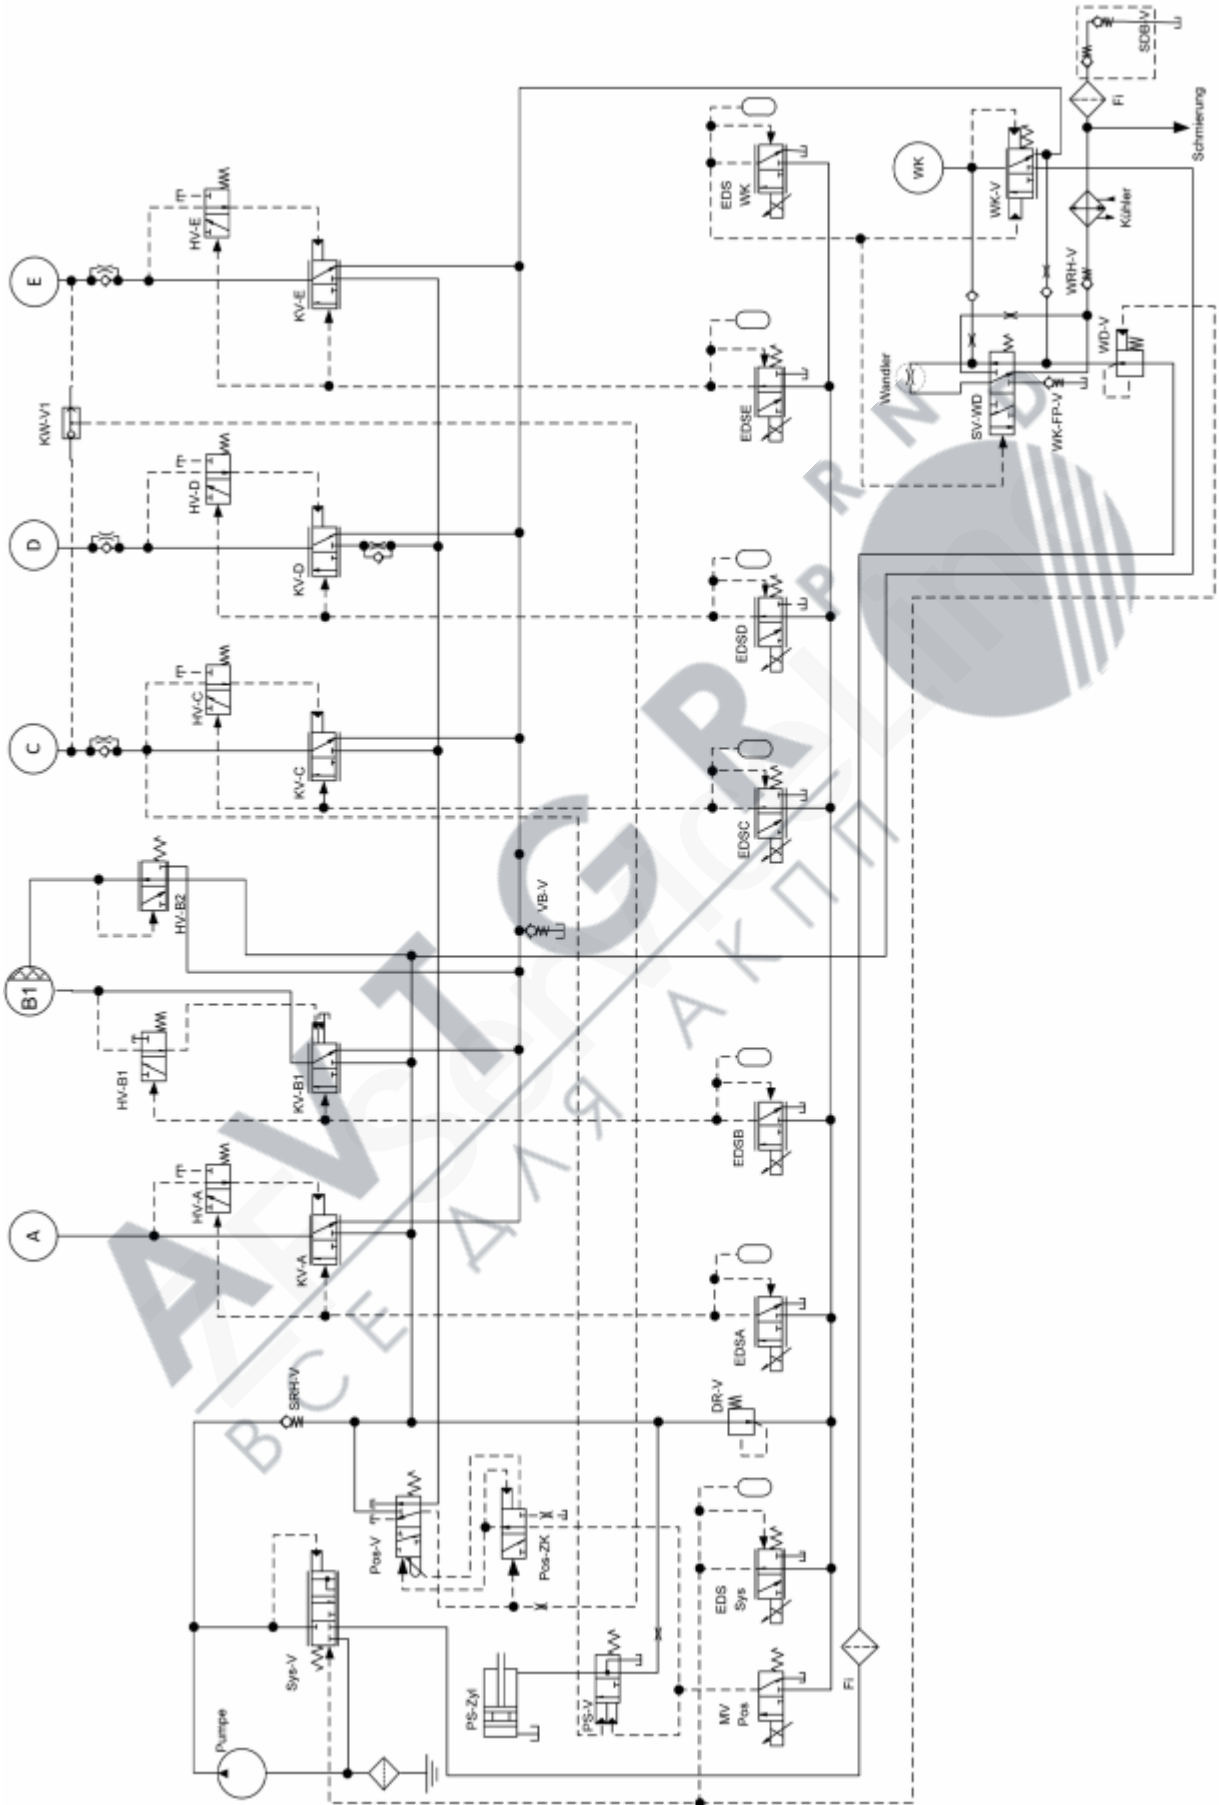 SDB-V
Fi
Schmierung
WK
EDS
WK
WK-V
Kühler
WRH-V
WD-V
HV-E
E
KV-E
EDSE
Wandler
SV-WD
WK-FP-V
KW-V1
D
HV-D
KV-D
EDSD
C
HV-C
KV-C
EDSC
HV-B2
VB-V
B1
HV-B1
KV-B1
EDSB
A
HV-A
KV-A
EDSA
SRH-V
DR-V
Pos-V
Pos-ZK
EDS
Sys
Sys-V
PS-Zyl
PS-V
MV
Pos
Fi
Pumpe
AVTGR
ВСЕ ДЛЯ АКПП
P R N D